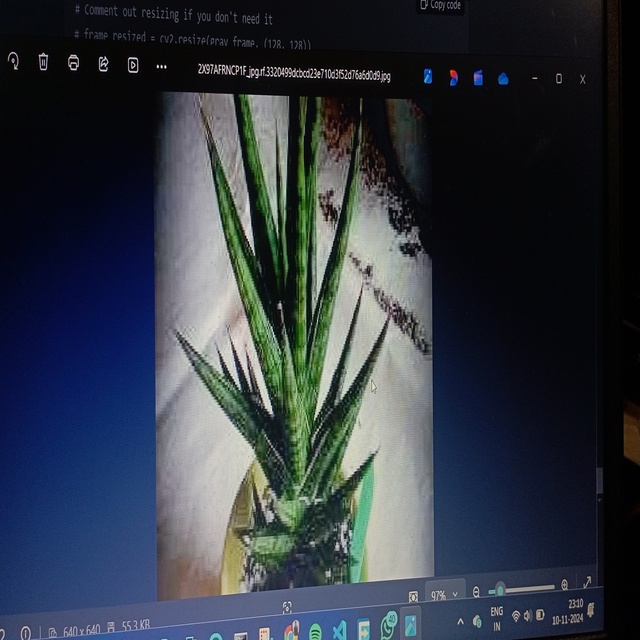 # Comment out resizing if you don't need it
Copy code
# frame_resized = cv2.resize(gray_frame, (128, 128))
2X97AFRNCP1F_jpg.rf.3320499dcbcd23e710d3f52d76a6d0d9.jpg
97%
640 x 640
55.3 KB
ENG
IN
23:10
10-11-2024